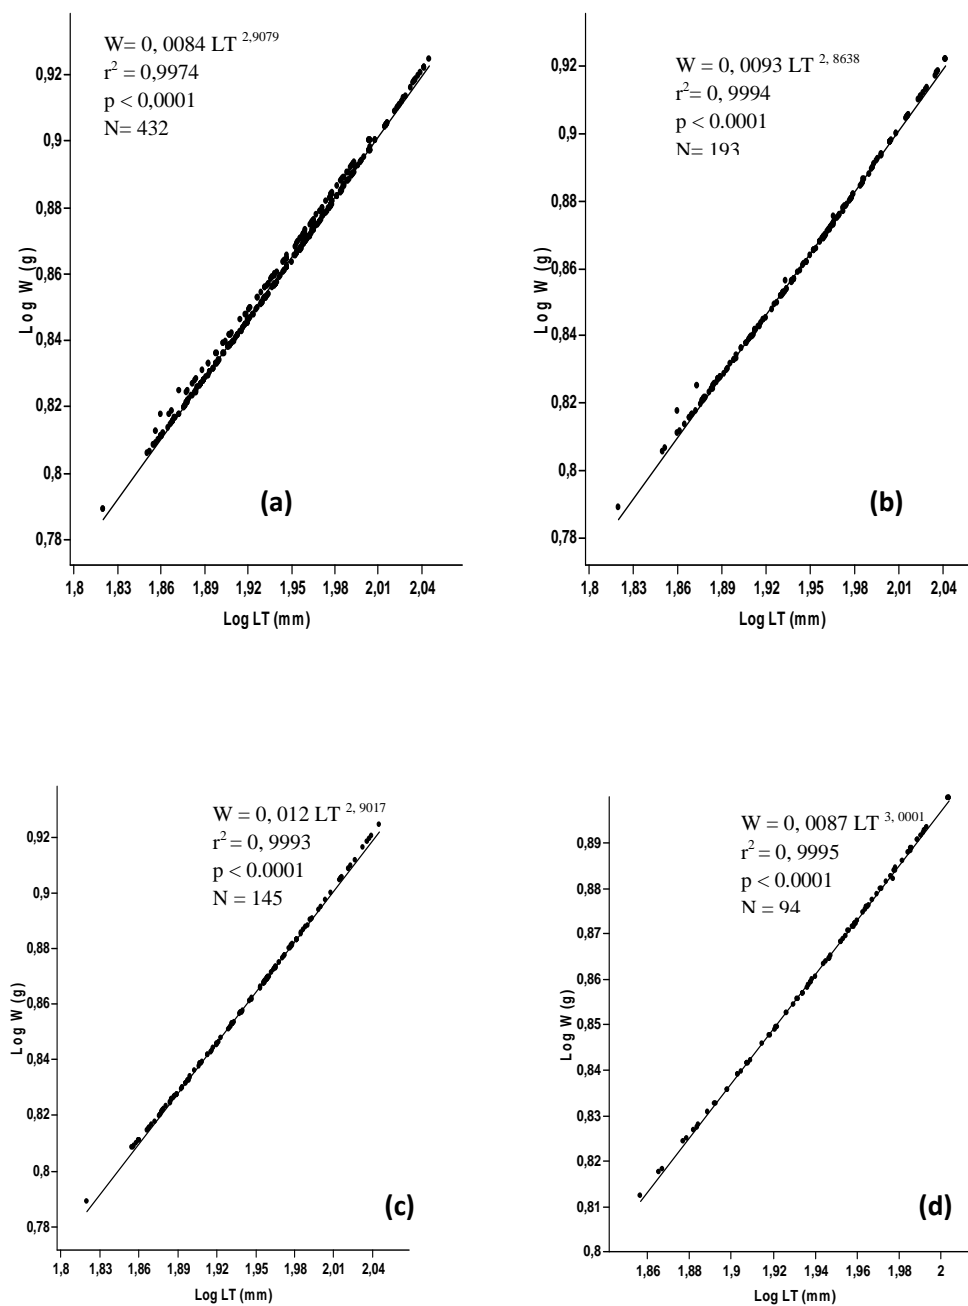 W= 0, 0084 LT 2,9079
r2 = 0,9974
p < 0,0001
N= 432
0,92
0,9
0,88
0,86
0,84
0,82
0,8
0,78
Log W (g)
(a)
1,8 1,83 1,86 1,89 1,92 1,95 1,98 2,01 2,04
Log LT (mm)
W = 0, 0093 LT 2, 8638
r2= 0, 9994
p < 0.0001
N= 193
0,92
0,9
0,88
0,86
0,84
0,82
0,8
0,78
Log W (g)
(b)
1,8 1,83 1,86 1,89 1,92 1,95 1,98 2,01 2,04
Log LT (mm)
W = 0, 012 LT 2, 9017
r2 = 0, 9993
p < 0.0001
N = 145
0,92
0,9
0,88
0,86
0,84
0,82
0,8
0,78
Log W (g)
(c)
1,8 1,83 1,86 1,89 1,92 1,95 1,98 2,01 2,04
Log LT (mm)
W = 0, 0087 LT 3, 0001
r2 = 0, 9995
p < 0.0001
N = 94
0,89
0,88
0,87
0,86
0,85
0,84
0,83
0,82
0,81
0,8
Log W (g)
(d)
1,86 1,88 1,9 1,92 1,94 1,96 1,98 2
Log LT (mm)